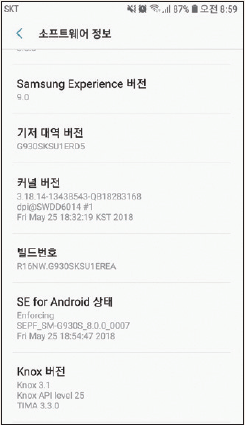 SKT 87% 오전 8:59
소프트웨어 정보
Samsung Experience 버전
9.0
기저 대역 버전
G930SKSU1ERD5
커널 버전
3.18.14-13438543-QB18283168
dpi@SWDD6014 #1
Fri May 25 18:32:19 KST 2018
빌드번호
R16NW.G930SKSU1EREA
SE for Android 상태
Enforcing
SEPF_SM-G930S_8.0.0_0007
Fri May 25 18:54:47 2018
Knox 버전
Knox 3.1
Knox API level 25
TIMA 3.3.0